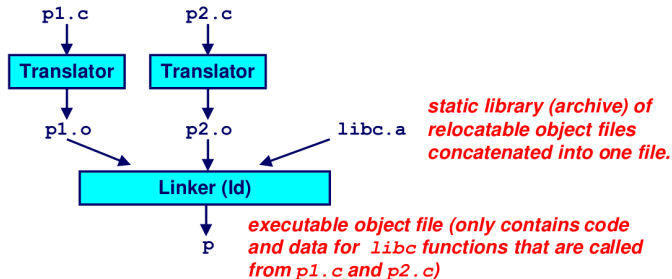 p1.c p2.c
Translator Translator
static library (archive) of
p1.o p2.o libc.a relocatable object files
concatenated into one file.
Linker (ld)
executable object file (only contains code
p and data for libc functions that are called
from p1.c and p2.c)